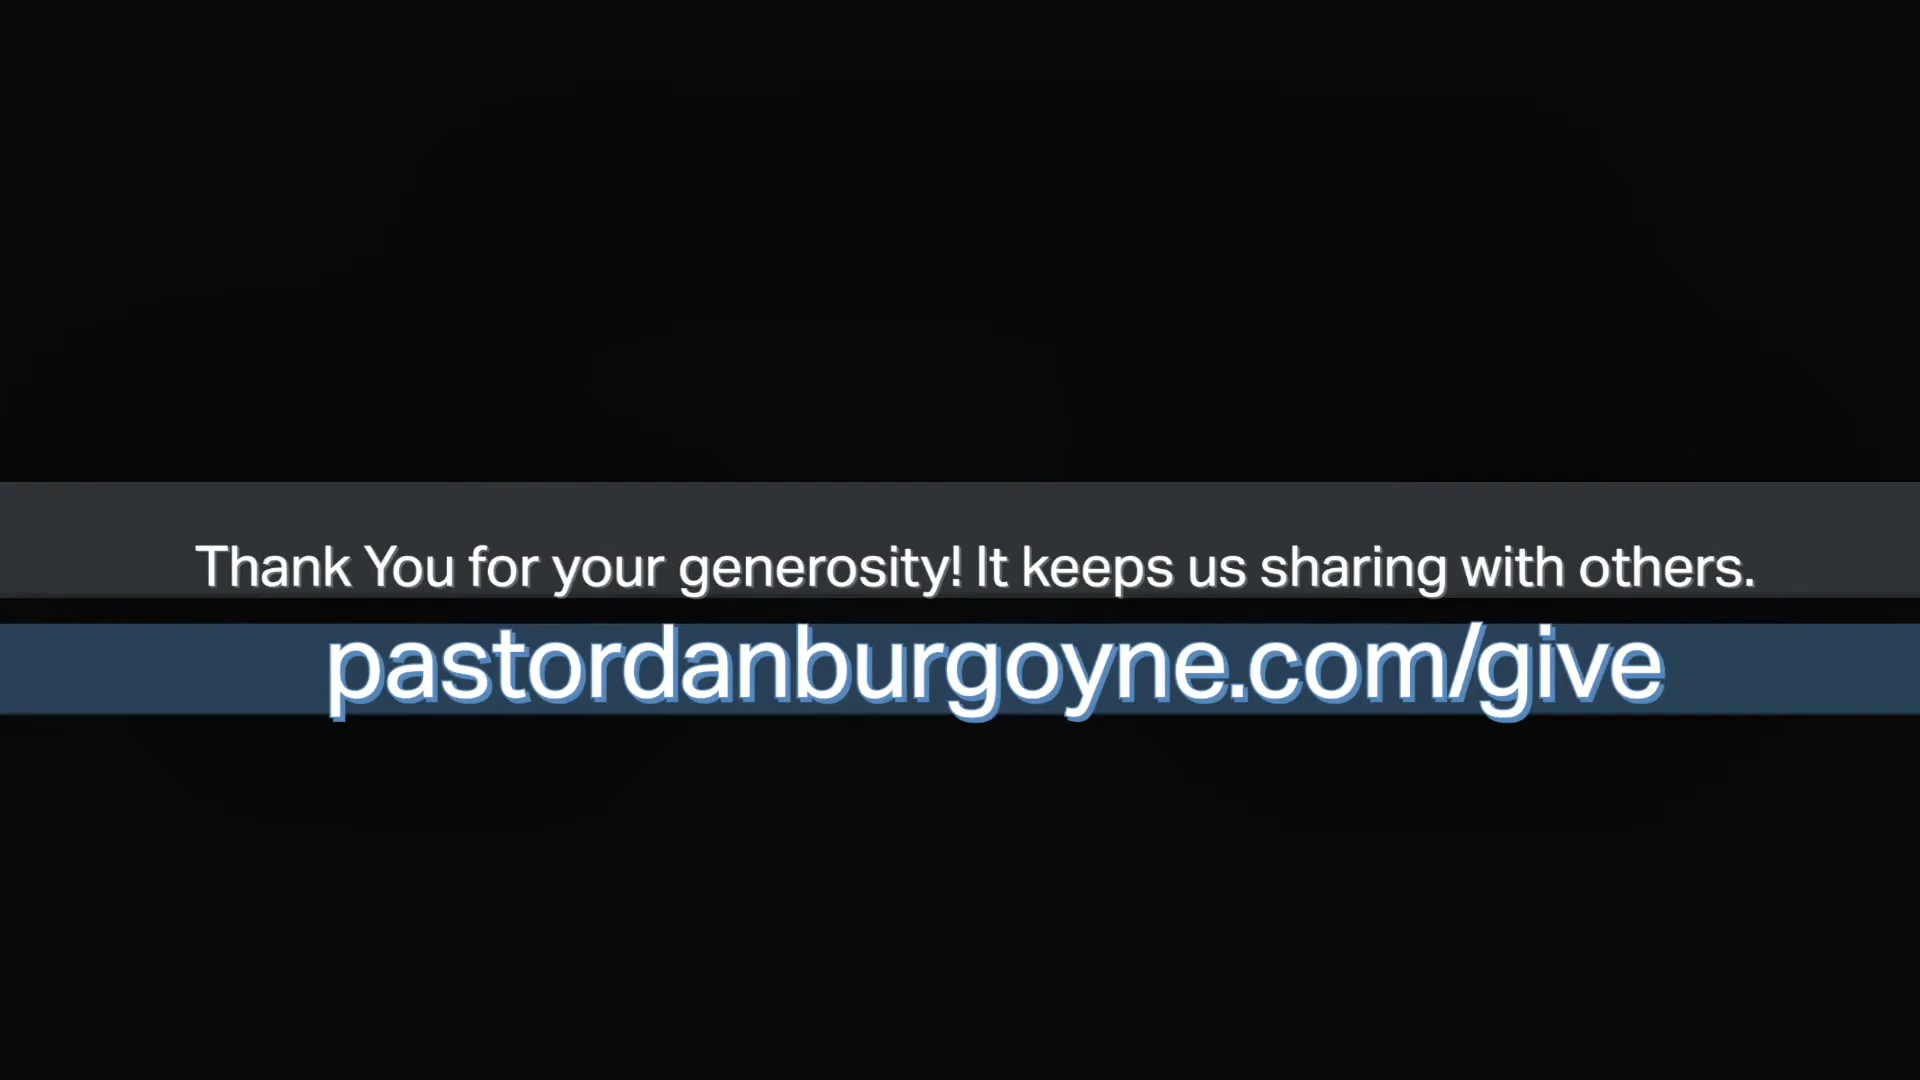 Thank You for your generosity! It keeps us sharing with others.
pastordanburgoyne.com/give